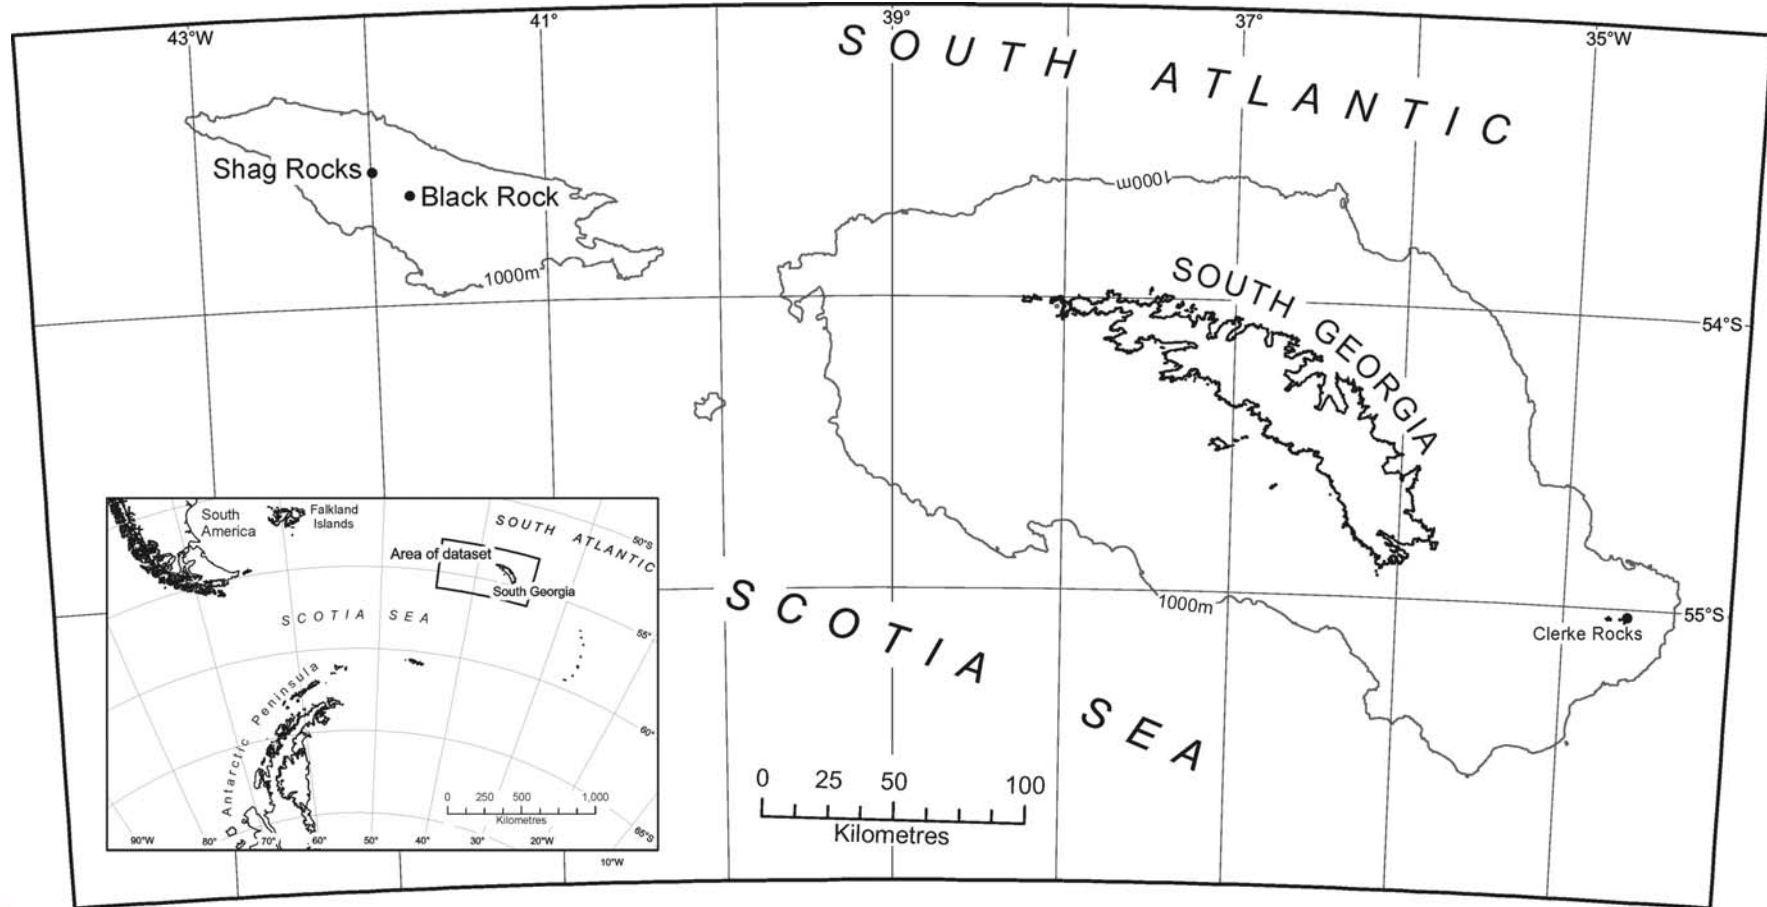 43°W
41°
39°
37°
35°W
SOUTH ATLANTIC
Shag Rocks
Black Rock
1000m
1000m
SOUTH GEORGIA
54°S
1000m
55°S
Clerke Rocks
SCOTIA SEA
0 25 50 100
Kilometres
South
America
Falkland
Islands
SOUTH ATLANTIC
50°S
Area of dataset
South Georgia
SCOTIA SEA
55°
Antarctic Peninsula
60°
0 250 500 1,000
Kilometres
65°S
90°W 80° 70° 60° 50° 40° 30° 20°W
10°W